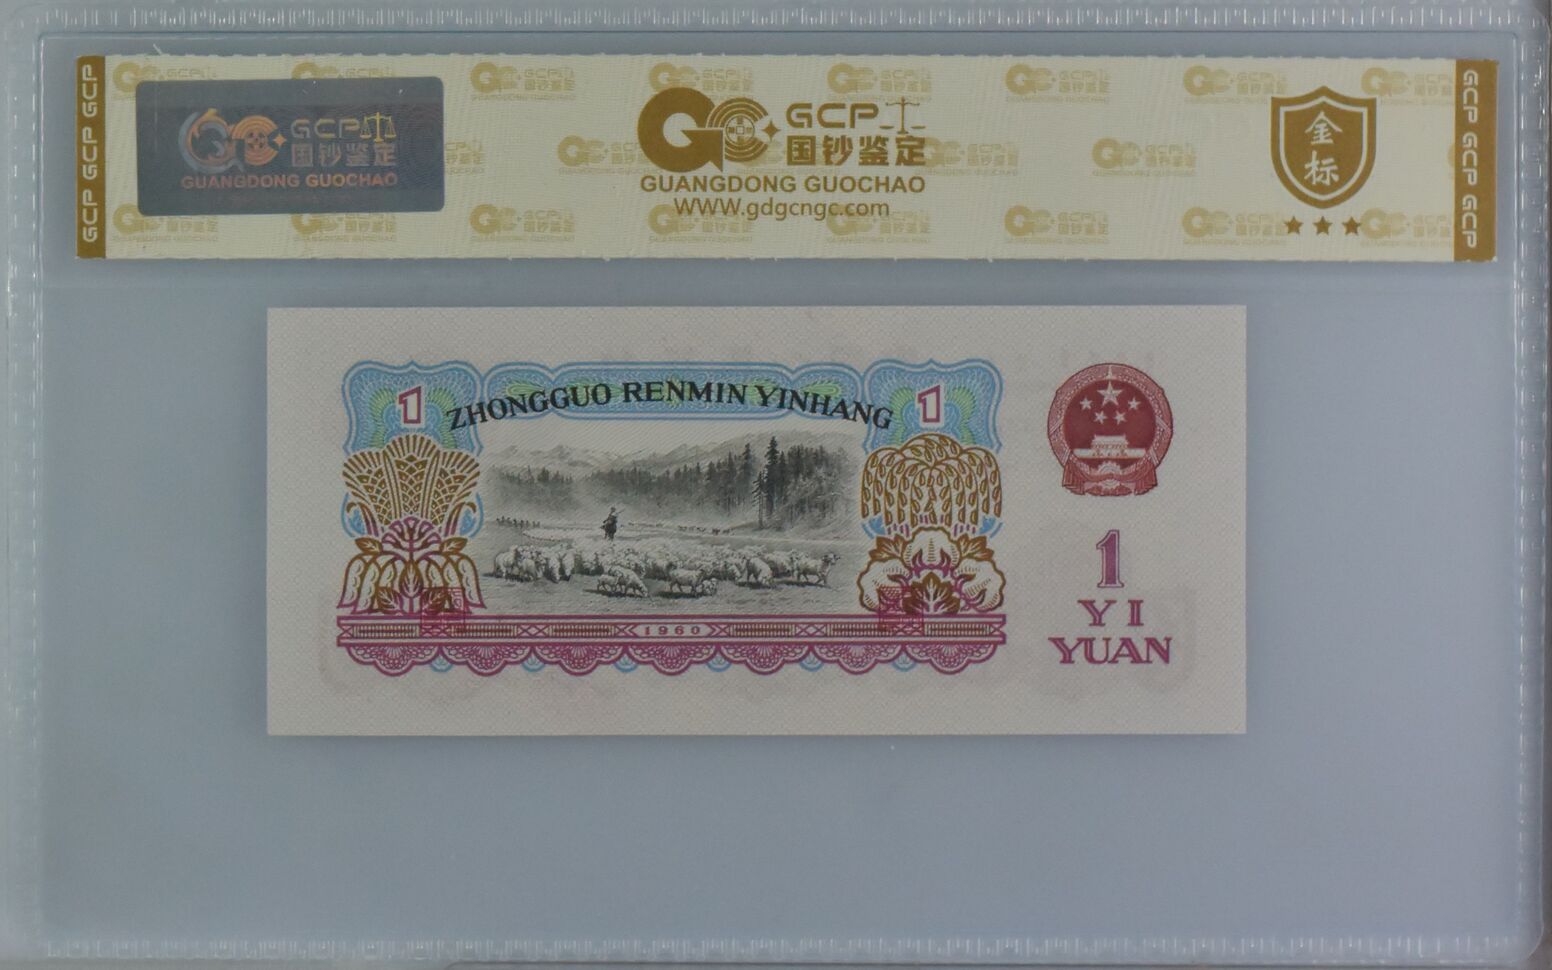 GCP GCP GCP
GCP
国钞鉴定
GUANGDONG GUOCHAO
GCP
国钞鉴定
GUANGDONG GUOCHAO
WWW.gdgcngc.com
金标
GCP GCP GCP
1
ZHONGGUO RENMIN YINHANG
1
1960
1
YI
YUAN